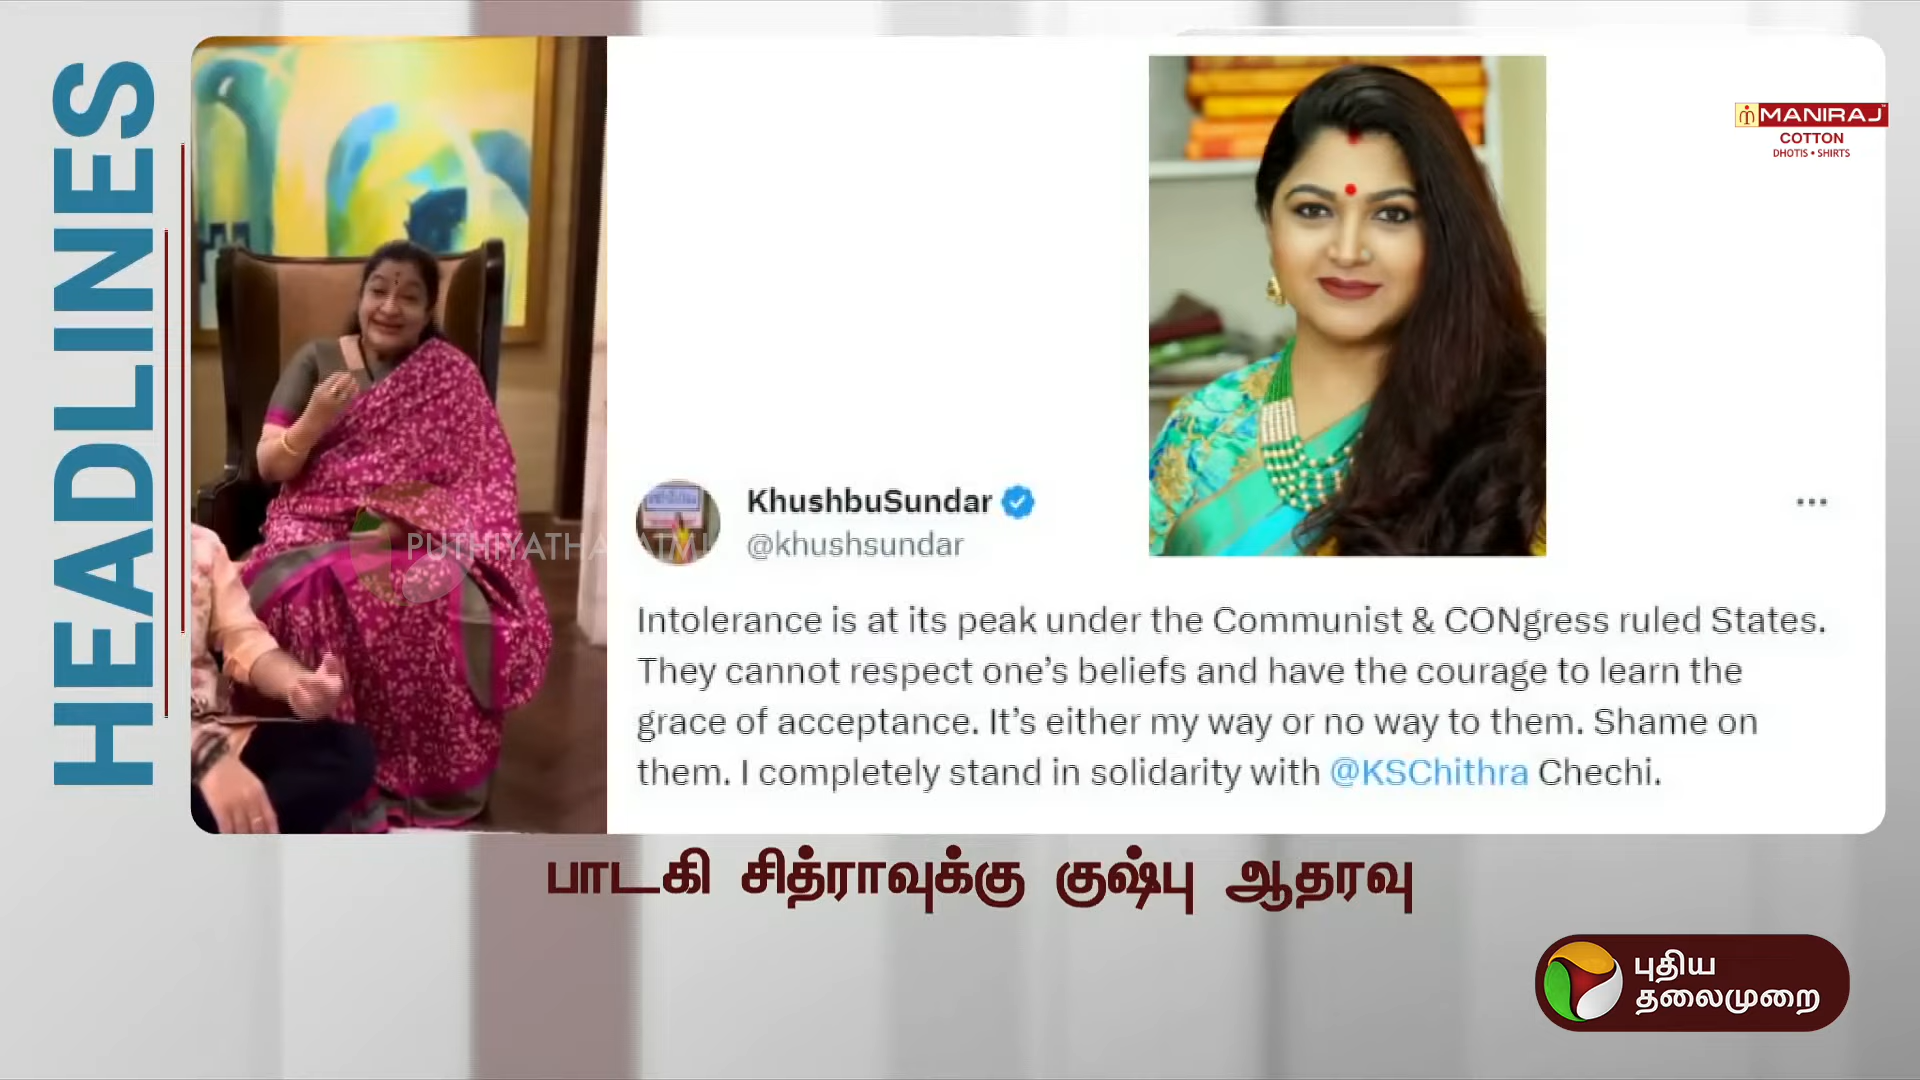 HEADLINES
MANIRAJ
COTTON
DHOTIS • SHIRTS
KhushbuSundar
@khushsundar
PUTHIYATHA
Intolerance is at its peak under the Communist & CONgress ruled States.
They cannot respect one’s beliefs and have the courage to learn the
grace of acceptance. It’s either my way or no way to them. Shame on
them. I completely stand in solidarity with @KSChithra Chechi.
பாடகி சித்ராவுக்கு குஷ்பு ஆதரவு
புதிய
தலைமுறை